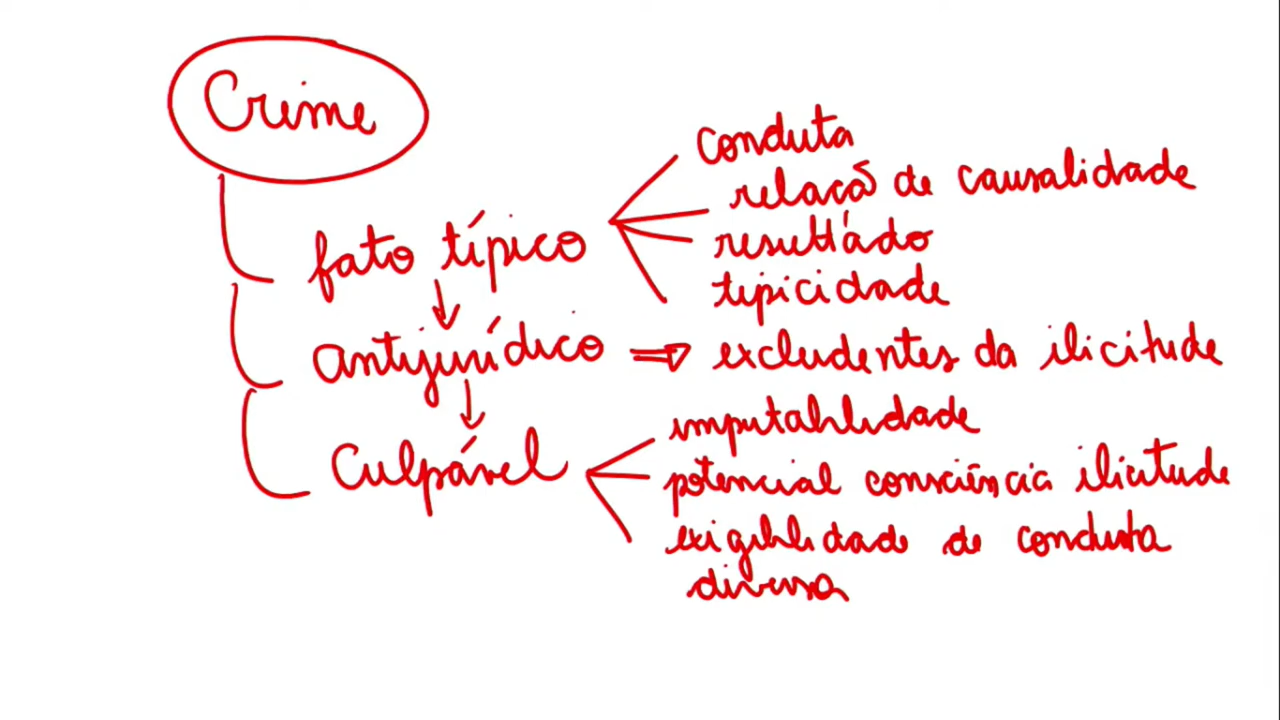 Crime
conduta
relacão de causalidade
fato típico
resultado
tipicidade
antijurídico ⇒ excludentes da ilicitude
imputabilidade
Culpável
potencial consciência ilicitude
exigibilidade de conduta
diversa